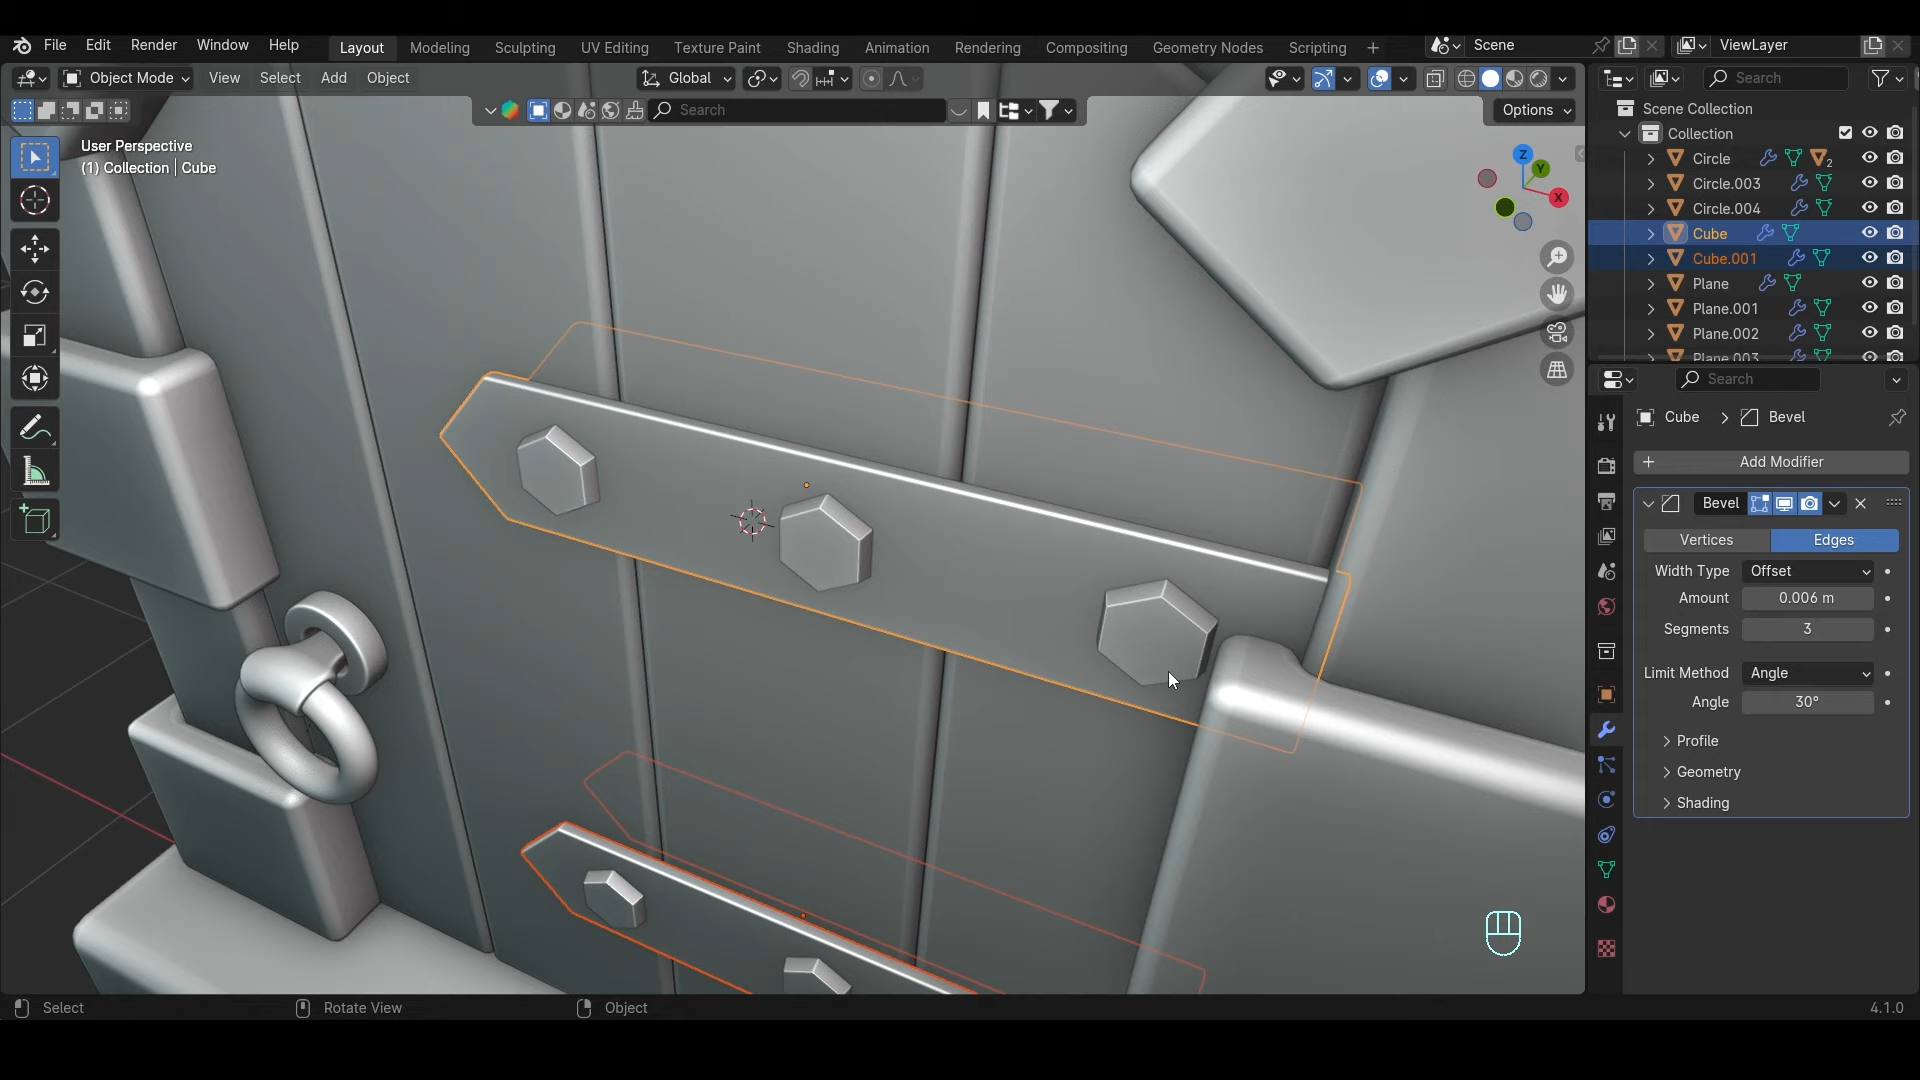 File Edit Render Window Help Layout Modeling Sculpting UV Editing Texture Paint Shading Animation Rendering Compositing Geometry Nodes Scripting + Scene ViewLayer
Object Mode View Select Add Object Global Search
Search Options
User Perspective
(1) Collection | Cube
Z
Y
X
Scene Collection
Collection
Circle 2
Circle.003
Circle.004
Cube
Cube.001
Plane
Plane.001
Plane.002
Plane.003
Search
Cube > Bevel
+ Add Modifier
Bevel
Vertices Edges
Width Type Offset
Amount 0.006 m
Segments 3
Limit Method Angle
Angle 30°
Profile
Geometry
Shading
Select Rotate View Object 4.1.0